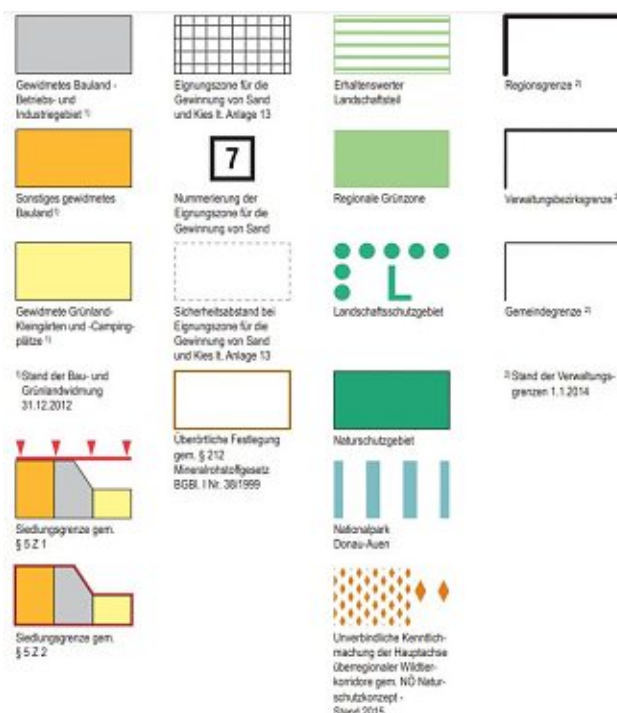 Gewidmetes Bauland -
Betriebs- und
Industriegebiet 1)
Sonstiges gewidmetes
Bauland 1)
Gewidmete Grünland-
Kleingärten und -Camping-
plätze 1)
1) Stand der Bau- und
Grünlandwidmung
31.12.2012
Siedlungsgrenze gem.
§ 5 Z 1
Siedlungsgrenze gem.
§ 5 Z 2
Eignungszone für die
Gewinnung von Sand
und Kies lt. Anlage 13
7
Nummerierung der
Eignungszone für die
Gewinnung von Sand
Sicherheitsabstand bei
Eignungszone für die
Gewinnung von Sand
und Kies lt. Anlage 13
Überörtliche Festlegung
gem. § 212
Mineralrohstoffgesetz
BGBl. I Nr. 38/1999
Erhaltenswerter
Landschaftsteil
Regionale Grünzone
L
Landschaftsschutzgebiet
Naturschutzgebiet
Nationalpark
Donau-Auen
Unverbindliche Kenntlich-
machung der Hauptachse
überregionaler Wildtier-
korridore gem. NÖ Natur-
schutzkonzept -
Stand 2015
Regionsgrenze 2)
Verwaltungsbezirksgrenze 2
Gemeindegrenze 2)
2) Stand der Verwaltungs-
grenzen 1.1.2014